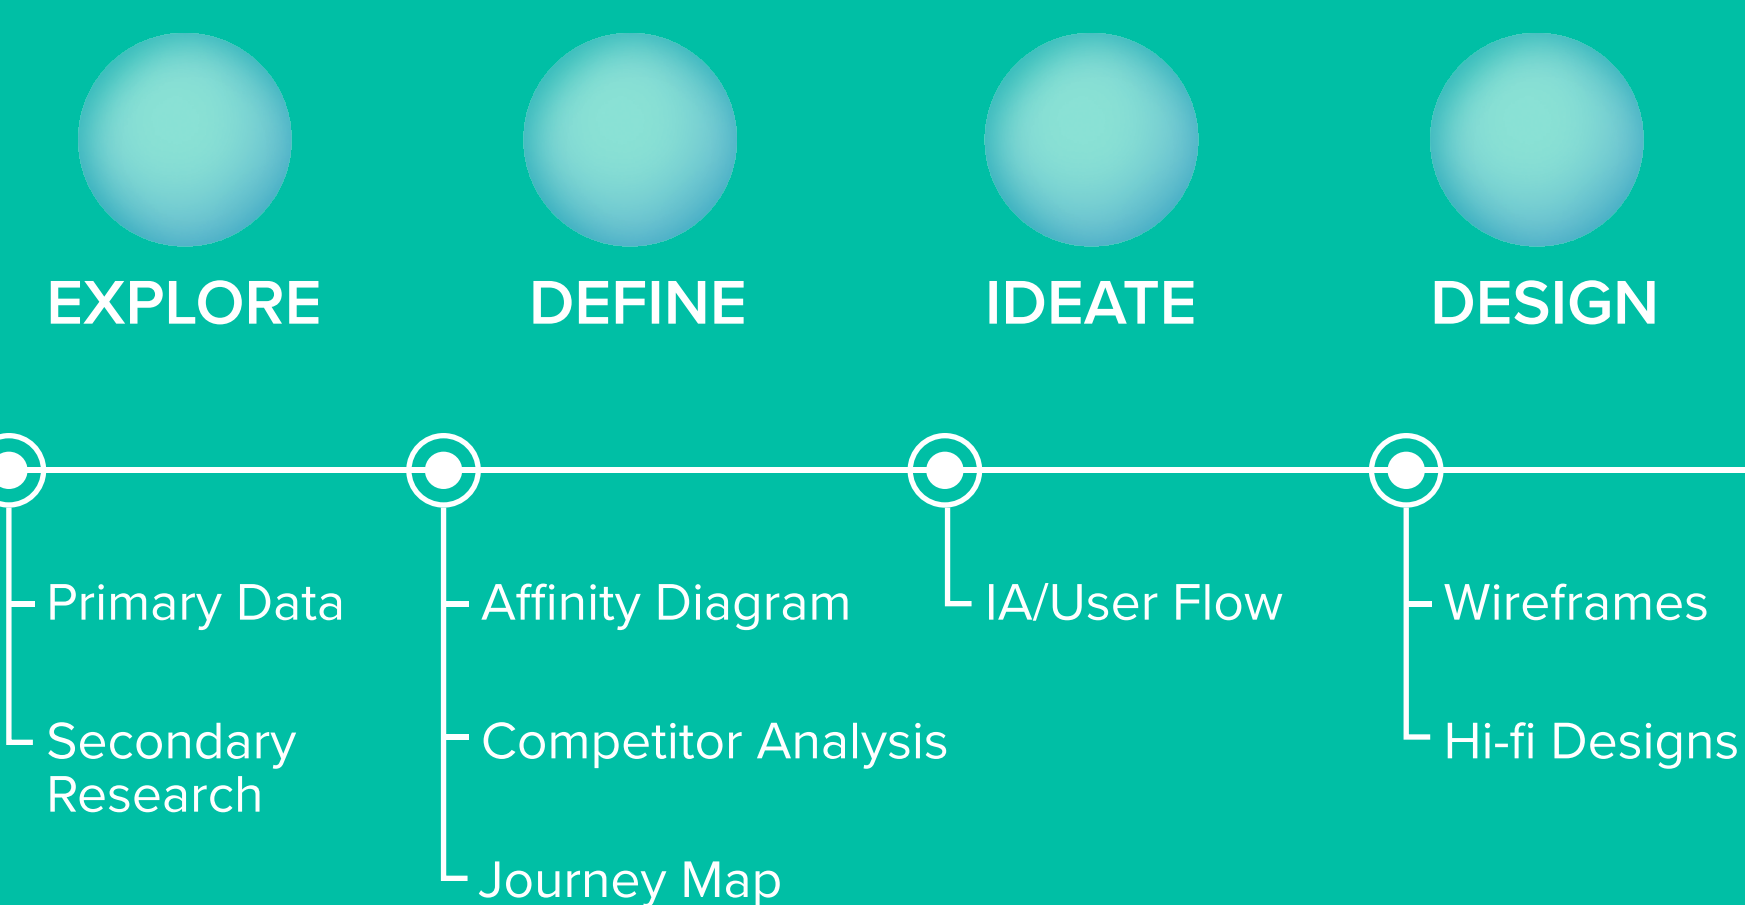 EXPLORE
DEFINE
IDEATE
DESIGN
Primary Data
Secondary
Research
Affinity Diagram
Competitor Analysis
Journey Map
IA/User Flow
Wireframes
Hi-fi Designs